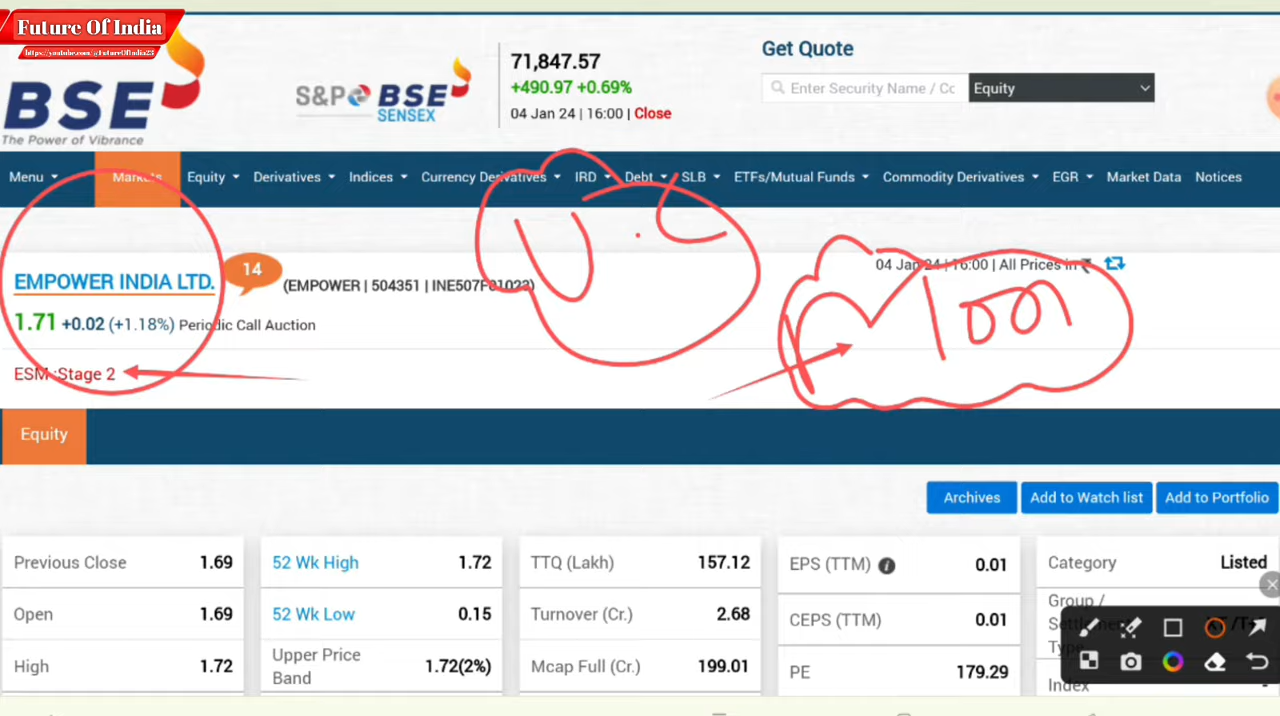 Future Of India
https://youtube.com/@FutureOfIndia23
BSE
The Power of Vibrance
S&P BSE
SENSEX
71,847.57
+490.97 +0.69%
04 Jan 24 | 16:00 | Close
Get Quote
Enter Security Name / Co
Equity
Menu Markets Equity Derivatives Indices Currency Derivatives IRD Debt SLB ETFs/Mutual Funds Commodity Derivatives EGR Market Data Notices
U.C
04 Jan 24 | 16:00 | All Prices in ₹
EMPOWER INDIA LTD.
14
(EMPOWER | 504351 | INE507F01023)
1.71 +0.02 (+1.18%) Periodic Call Auction
ESM :Stage 2
Equity
Archives Add to Watch list Add to Portfolio
Previous Close 1.69
Open 1.69
High 1.72
52 Wk High 1.72
52 Wk Low 0.15
Upper Price
Band 1.72(2%)
TTQ (Lakh) 157.12
Turnover (Cr.) 2.68
Mcap Full (Cr.) 199.01
EPS (TTM) 0.01
CEPS (TTM) 0.01
PE 179.29
Category Listed
Group /
Settlement
Type
Index -